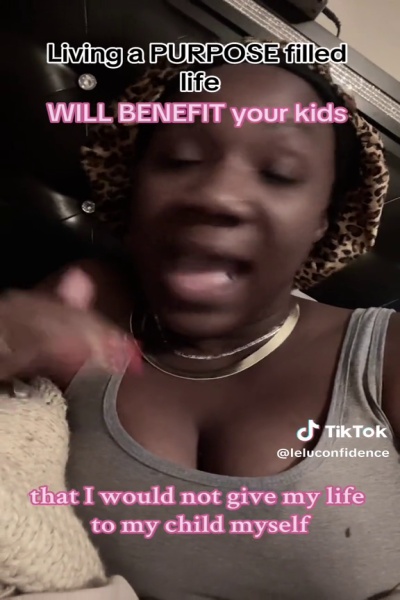 Living a PURPOSE filled
life
WILL BENEFIT your kids
TikTok
@leluconfidence
that I would not give my life
to my child myself